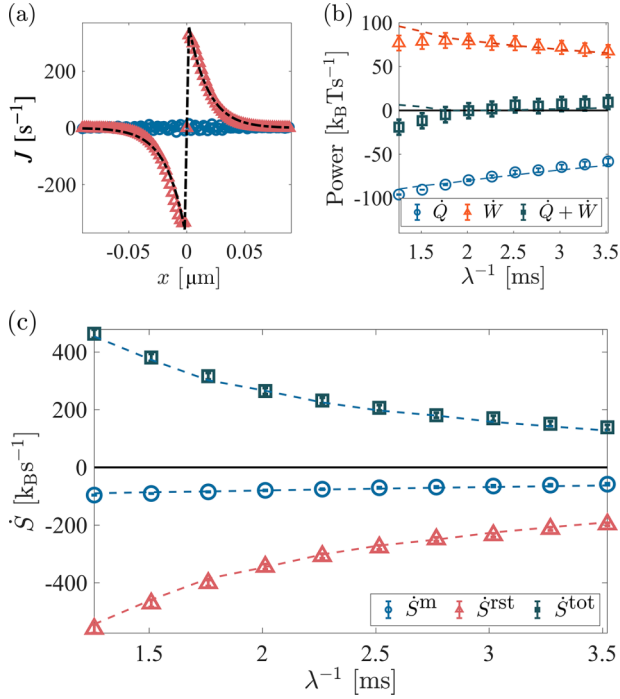 (a)
J [s⁻¹]
200
0
-200
-0.05
0
0.05
x [μm]
(b)
Power [k_BTs⁻¹]
100
50
0
-50
-100
Q̇ Ẇ Q̇ + Ẇ
1.5 2 2.5 3 3.5
λ⁻¹ [ms]
(c)
Ṡ [k_Bs⁻¹]
400
200
0
-200
-400
Ṡᵐ Ṡʳˢᵗ Ṡᵗᵒᵗ
1.5 2 2.5 3 3.5
λ⁻¹ [ms]